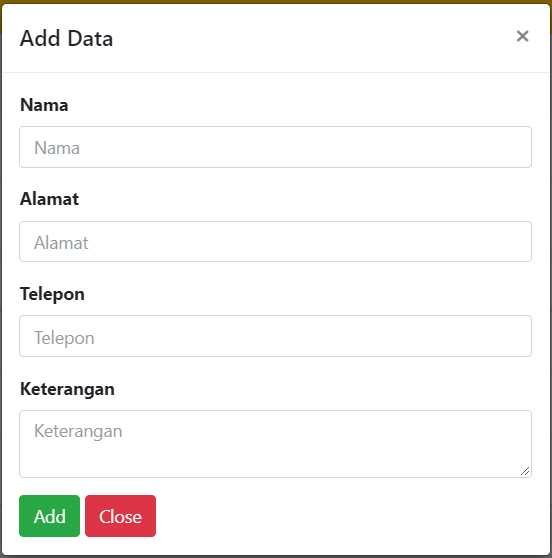 Add Data ×
Nama
Nama
Alamat
Alamat
Telepon
Telepon
Keterangan
Keterangan
Add Close